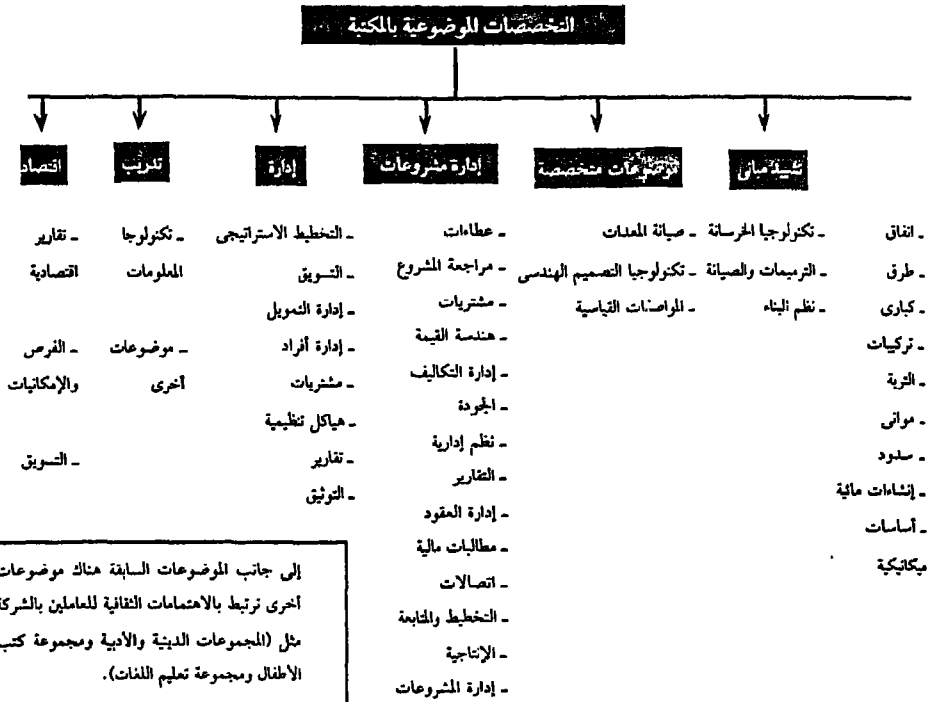 التخصصات الموضوعية بالمكتبة
تشييد مبانى
- انفاق
- طرق
- كبارى
- تركيبات
- التربة
- موانى
- سدود
- إنشاءات مائية
- أساسات
ميكانيكية
- تكنولوجيا الخرسانة
- الترميمات والصيانة
- نظم البناء
موضوعات متخصصة
- صيانة المعدات
- تكنولوجيا التصميم الهندسى
- المواصفات القياسية
إدارة مشروعات
- عطاءات
- مراجعة المشروع
- مشتريات
- هندسة القيمة
- إدارة التكاليف
- الجودة
- نظم إدارية
- التقارير
- إدارة العقود
- مطالبات مالية
- اتصالات
- التخطيط والمتابعة
- الإنتاجية
- إدارة المشروعات
إدارة
- التخطيط الاستراتيجى
- التسويق
- إدارة التمويل
- إدارة أفراد
- مشتريات
- هياكل تنظيمية
- تقارير
- التوثيق
تدريب
- تكنولوجا
المعلومات
- موضوعات
أخرى
اقتصاد
- تقارير
اقتصادية
- الفرص
والإمكانيات
- التسويق
إلى جانب الموضوعات السابقة هناك موضوعات
أخرى ترتبط بالاهتمامات الثقافية للعاملين بالشركة
مثل (المجموعات الدينية والأدبية ومجموعة كتب
الأطفال ومجموعة تعليم اللغات).